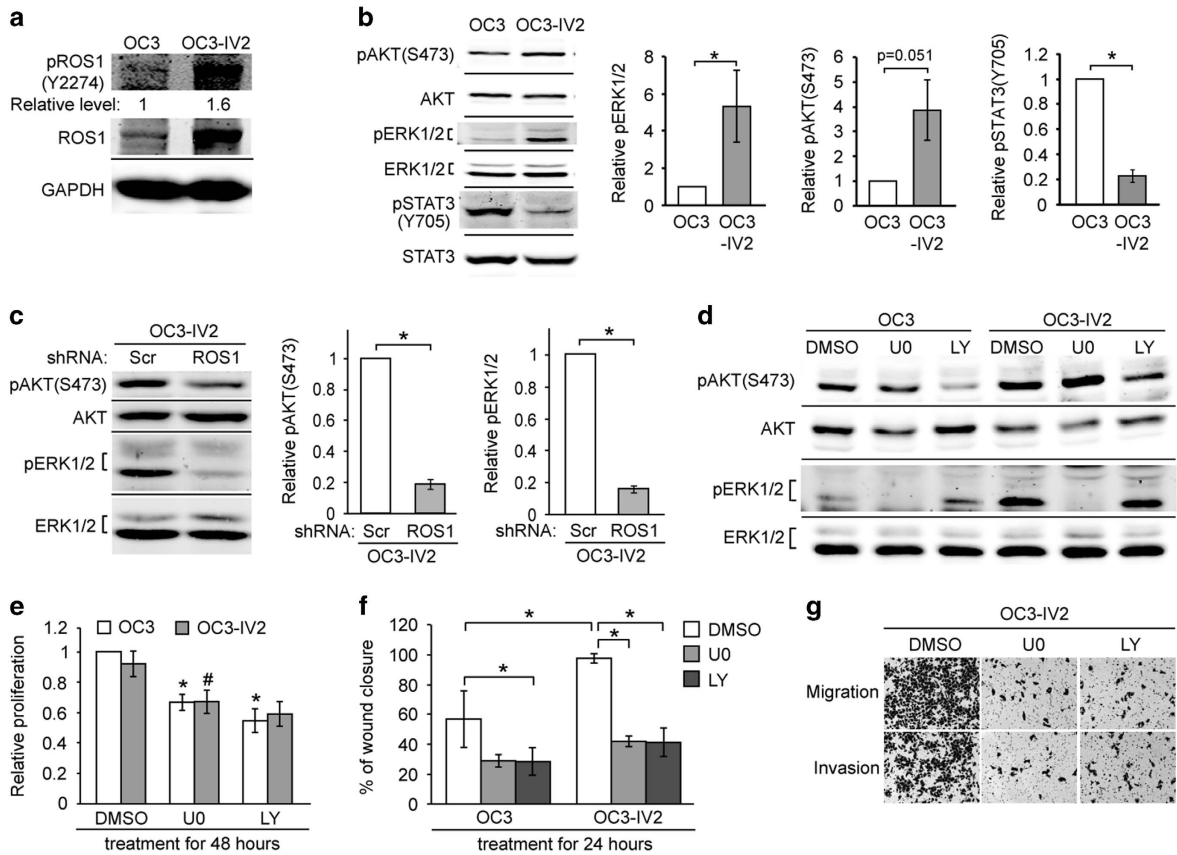 a
OC3 OC3-IV2
pROS1
(Y2274)
Relative level: 1 1.6
ROS1
GAPDH
b
OC3 OC3-IV2
pAKT(S473)
AKT
pERK1/2
ERK1/2
pSTAT3
(Y705)
STAT3
Relative pERK1/2
8
6
4
2
0
*
OC3
OC3
-IV2
Relative pAKT(S473)
6
5
4
3
2
1
0
p=0.051
OC3
OC3
-IV2
Relative pSTAT3(Y705)
1.2
1
0.8
0.6
0.4
0.2
0
*
OC3
OC3
-IV2
c
OC3-IV2
shRNA: Scr ROS1
pAKT(S473)
AKT
pERK1/2
ERK1/2
Relative pAKT(S473)
1
0.8
0.6
0.4
0.2
0
*
shRNA: Scr ROS1
OC3-IV2
Relative pERK1/2
1
0.8
0.6
0.4
0.2
0
*
shRNA: Scr ROS1
OC3-IV2
d
OC3 OC3-IV2
DMSO U0 LY DMSO U0 LY
pAKT(S473)
AKT
pERK1/2
ERK1/2
e
OC3 OC3-IV2
Relative proliferation
1.2
1
0.8
0.6
0.4
0.2
0
* # *
DMSO U0 LY
treatment for 48 hours
f
% of wound closure
120
100
80
60
40
20
0
* * * *
DMSO
U0
LY
OC3 OC3-IV2
treatment for 24 hours
g
OC3-IV2
DMSO U0 LY
Migration
Invasion